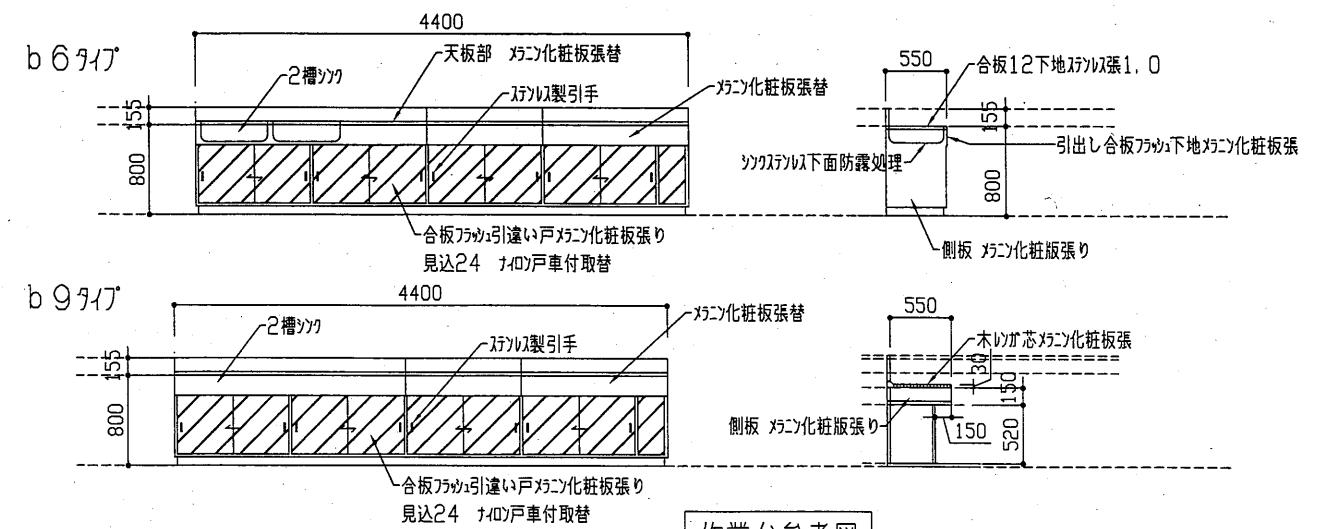 b6タイプ
4400
天板部 メラニン化粧板張替
2槽シンク
ステンレス製引手
メラニン化粧板張替
155
800
550
合板12下地ステンレス張1.0
155
引出し合板フラッシュ下地メラニン化粧板張
シンクステンレス下面防露処理
800
側板 メラニン化粧版張り
合板フラッシュ引違い戸メラニン化粧板張り
見込24 ナイロン戸車付取替
b9タイプ
4400
2槽シンク
ステンレス製引手
メラニン化粧板張替
155
800
550
木レンガ芯メラニン化粧板張
30
150
側板 メラニン化粧版張り
150
520
合板フラッシュ引違い戸メラニン化粧板張り
見込24 ナイロン戸車付取替
作業台参考図